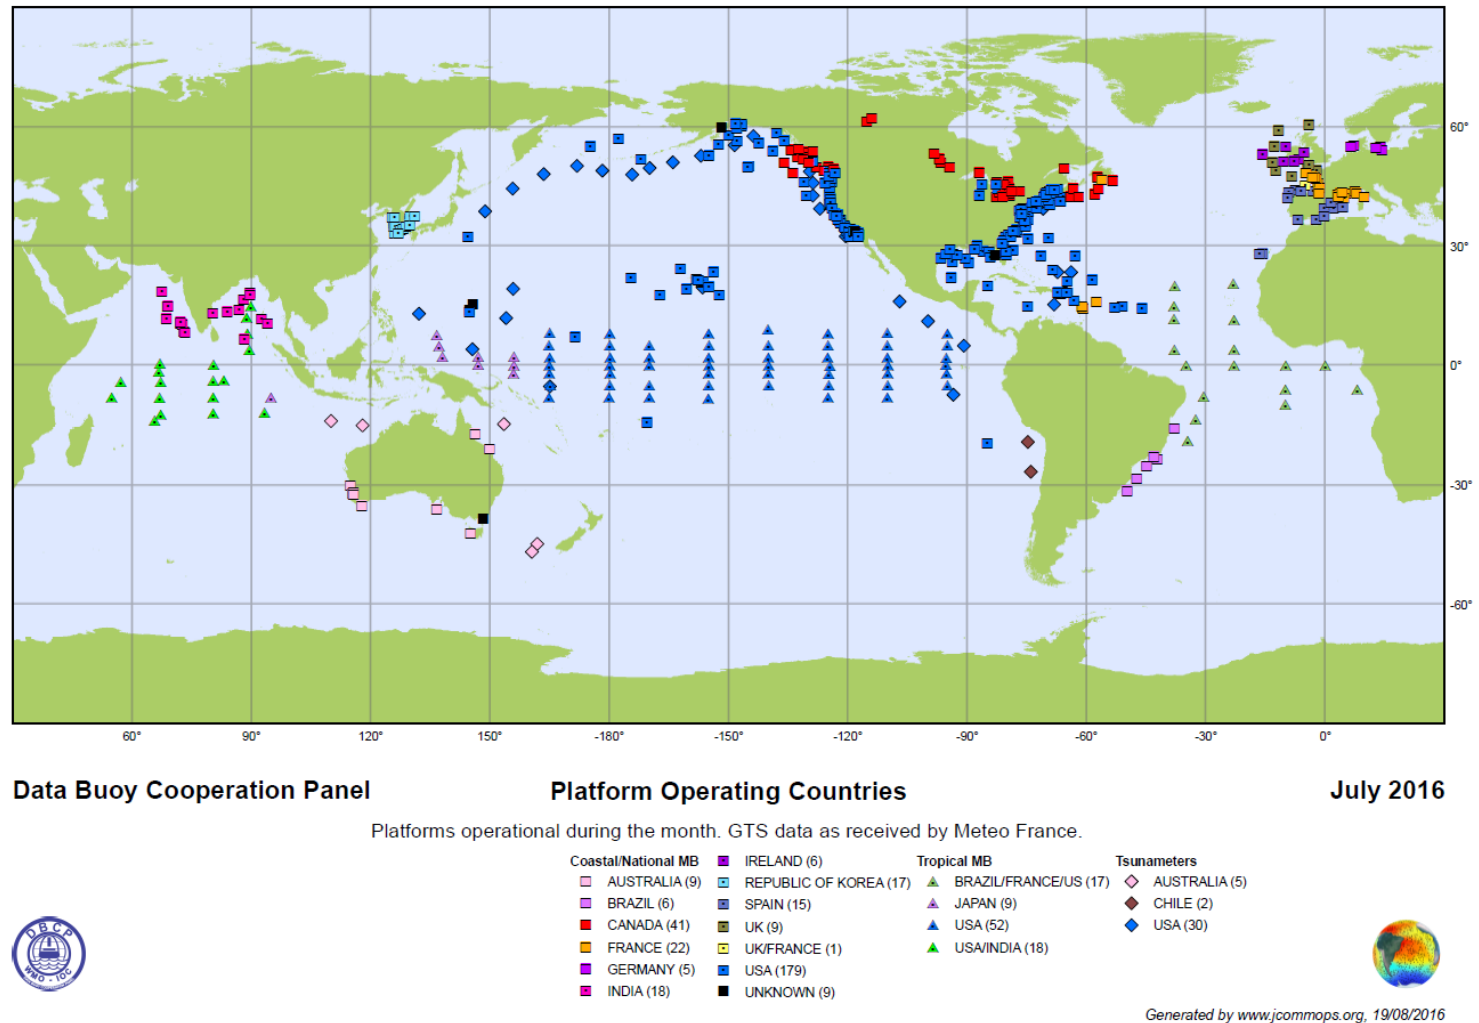 60°
30°
0°
-30°
-60°
60°
90°
120°
150°
-180°
-150°
-120°
-90°
-60°
-30°
0°
Data Buoy Cooperation Panel
Platform Operating Countries
July 2016
Platforms operational during the month. GTS data as received by Meteo France.
Coastal/National MB
AUSTRALIA (9)
BRAZIL (6)
CANADA (41)
FRANCE (22)
GERMANY (5)
INDIA (18)
IRELAND (6)
REPUBLIC OF KOREA (17)
SPAIN (15)
UK (9)
UK/FRANCE (1)
USA (179)
UNKNOWN (9)
Tropical MB
BRAZIL/FRANCE/US (17)
JAPAN (9)
USA (52)
USA/INDIA (18)
Tsunameters
AUSTRALIA (5)
CHILE (2)
USA (30)
DBCP
WMO - IOC
Generated by www.jcommops.org, 19/08/2016